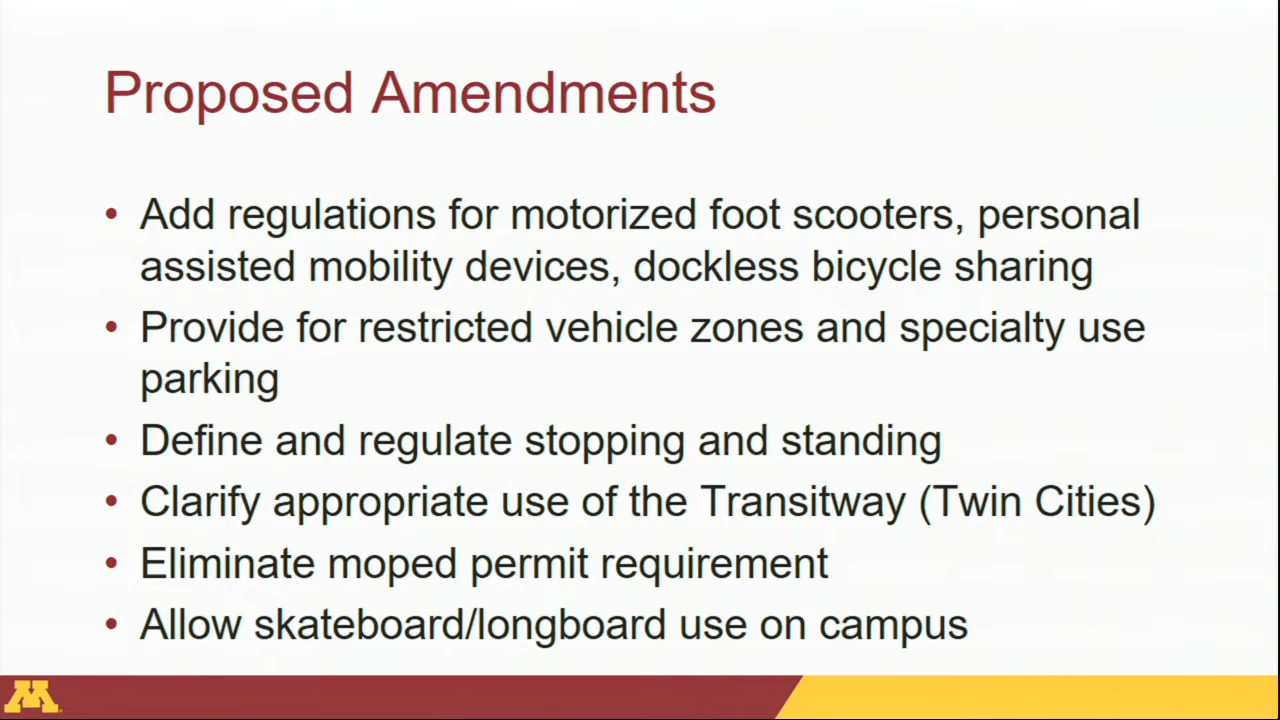 Proposed Amendments
• Add regulations for motorized foot scooters, personal
assisted mobility devices, dockless bicycle sharing
• Provide for restricted vehicle zones and specialty use
parking
• Define and regulate stopping and standing
• Clarify appropriate use of the Transitway (Twin Cities)
• Eliminate moped permit requirement
• Allow skateboard/longboard use on campus
M